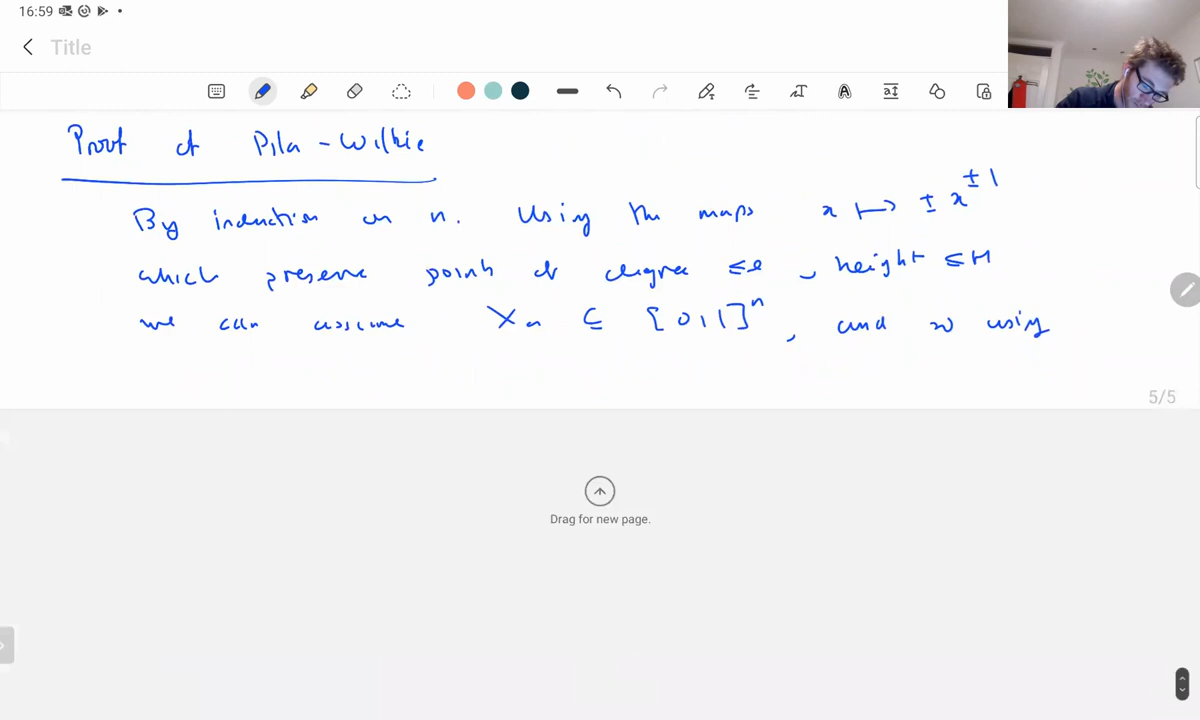 16:59
Title
Proof of Pila-Wilkie
By induction on n. Using the maps x ↦ ± x^{± 1}
which preserve points of degree ≤ e, height ≤ H
we can assume X_a ⊆ [0,1]^n, and so using
5/5
Drag for new page.